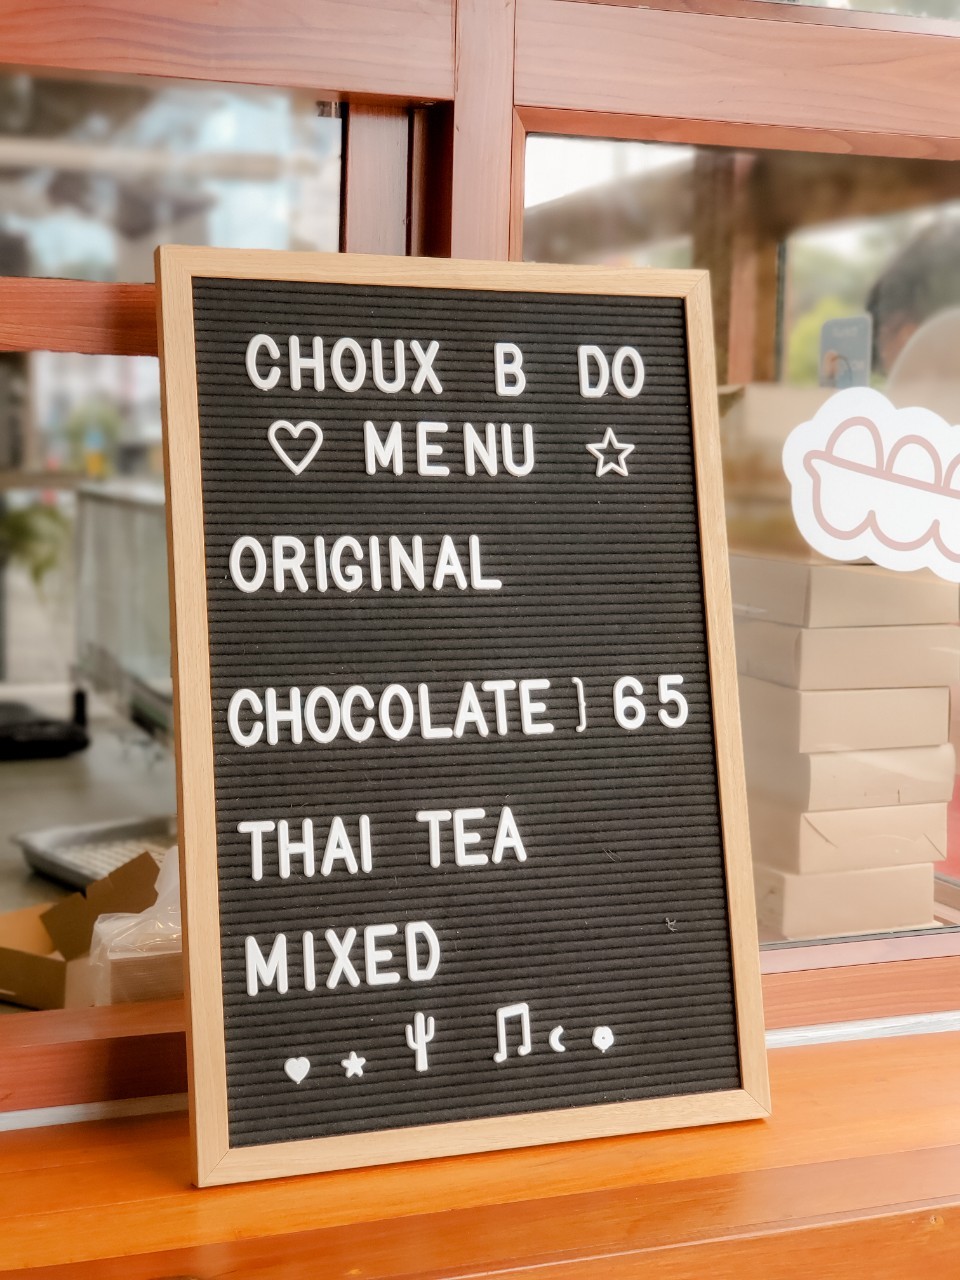 CHOUX B DO
♡ MENU ☆
ORIGINAL
CHOCOLATE ] 65
THAI TEA
MIXED